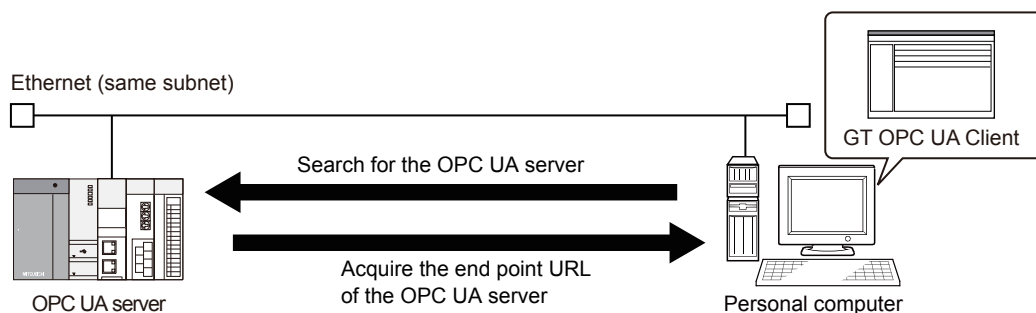 Ethernet (same subnet)
GT OPC UA Client
Search for the OPC UA server
MITSUBISHI
Acquire the end point URL
of the OPC UA server
OPC UA server
Personal computer